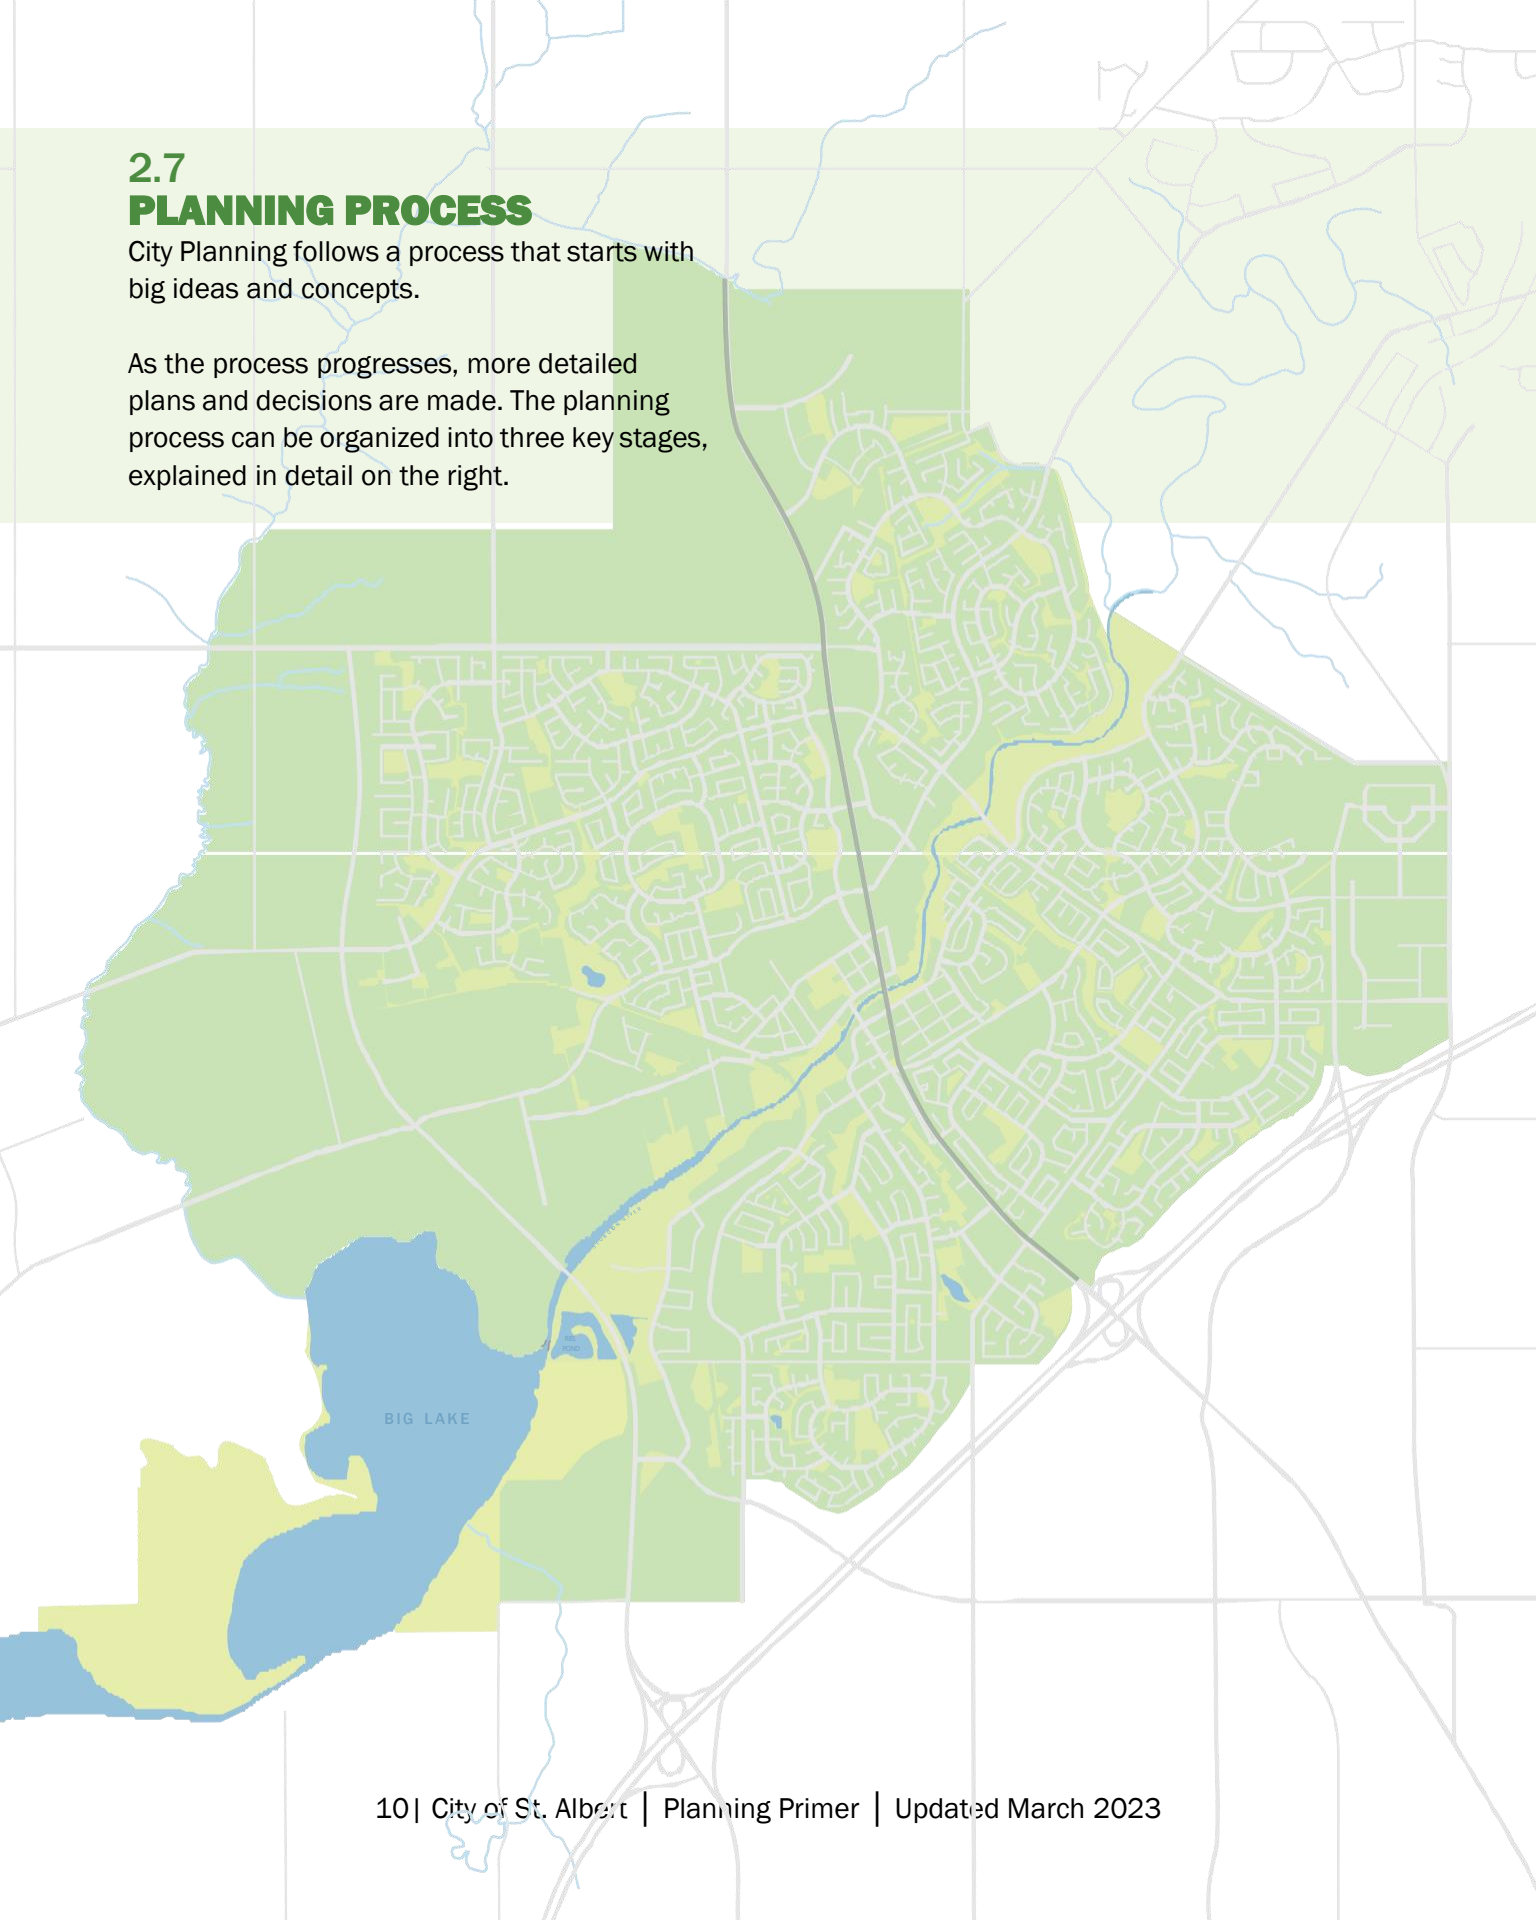 2.7
PLANNING PROCESS
City Planning follows a process that starts with
big ideas and concepts.
As the process progresses, more detailed
plans and decisions are made. The planning
process can be organized into three key stages,
explained in detail on the right.
RIVER
POND
BIG LAKE
10| City of St. Albert | Planning Primer | Updated March 2023